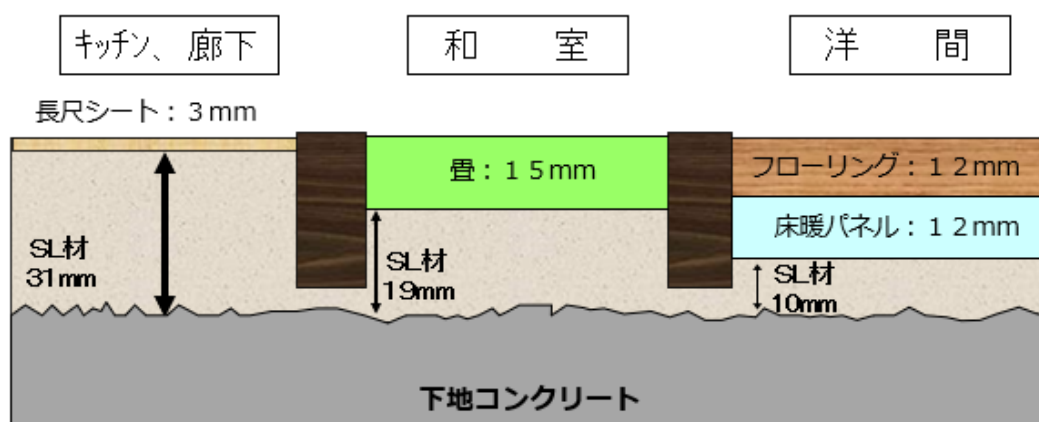 ｷｯﾁﾝ、 廊下
和　　室
洋　　間
長尺シート：３mm
畳：１５mm
フローリング：１２mm
床暖パネル：１２mm
SL材
31mm
SL材
19mm
SL材
10mm
下地コンクリート